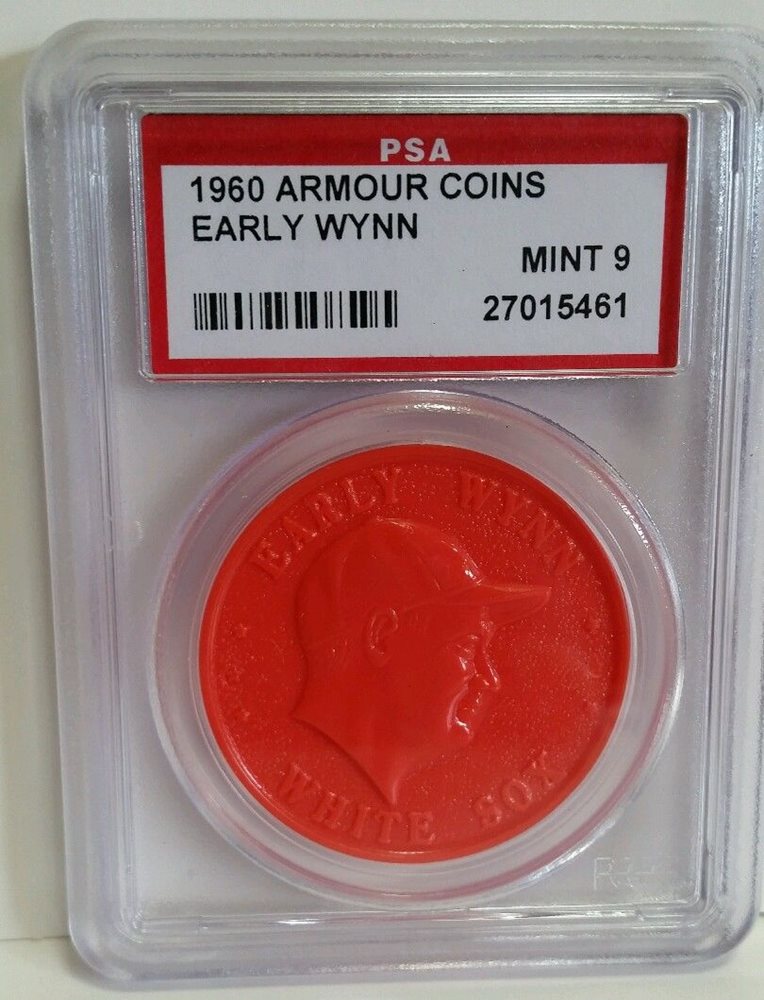 PSA
1960 ARMOUR COINS
EARLY WYNN
MINT 9
27015461
EARLY WYNN
WHITE SOX